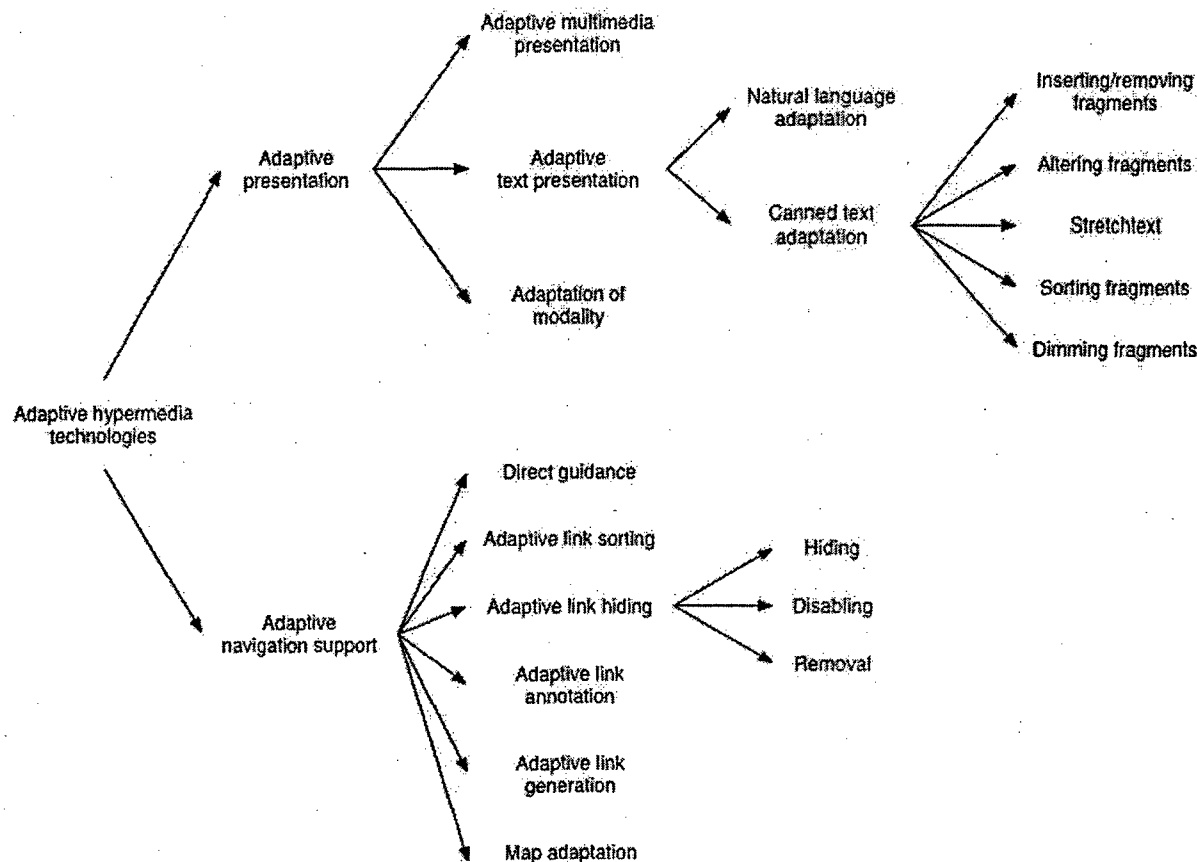 Adaptive multimedia
presentation
Inserting/removing
fragments
Natural language
adaptation
Adaptive
presentation
Adaptive
text presentation
Altering fragments
Canned text
adaptation
Stretchtext
Sorting fragments
Adaptation of
modality
Dimming fragments
Adaptive hypermedia
technologies
Direct guidance
Adaptive link sorting
Hiding
Adaptive link hiding
Disabling
Adaptive
navigation support
Removal
Adaptive link
annotation
Adaptive link
generation
Map adaptation